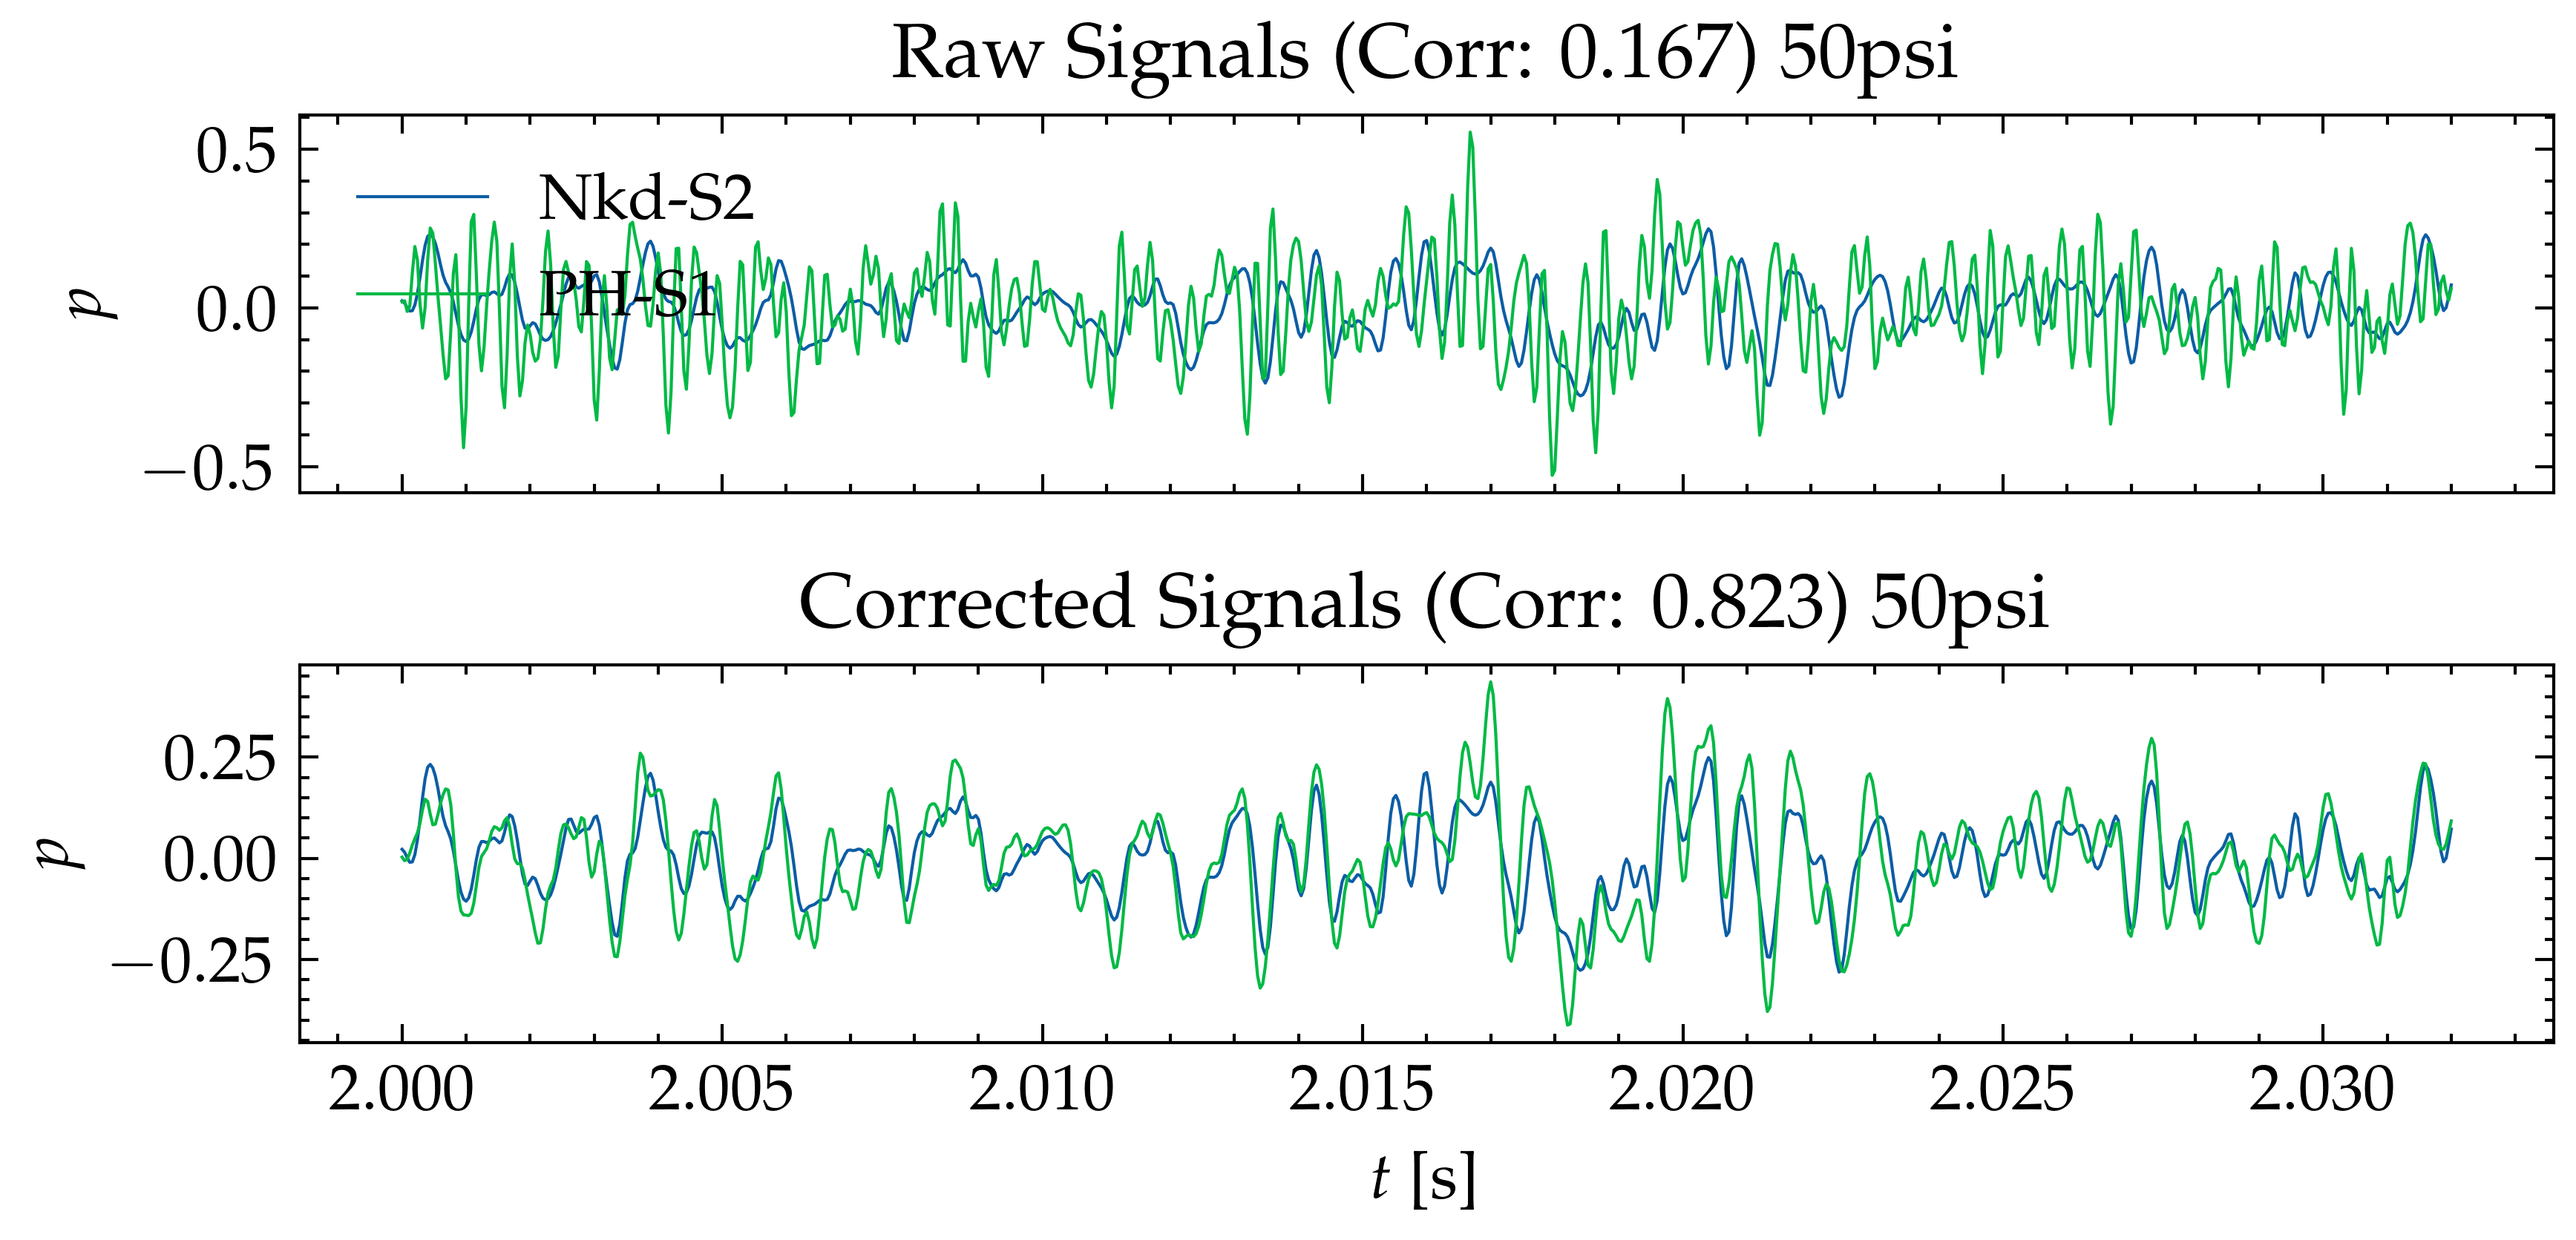 Raw Signals (Corr: 0.167) 50psi
0.5
Nkd-S2
PH-S1
p
0.0
−0.5
Corrected Signals (Corr: 0.823) 50psi
0.25
p
0.00
−0.25
2.000 2.005 2.010 2.015 2.020 2.025 2.030
t [s]